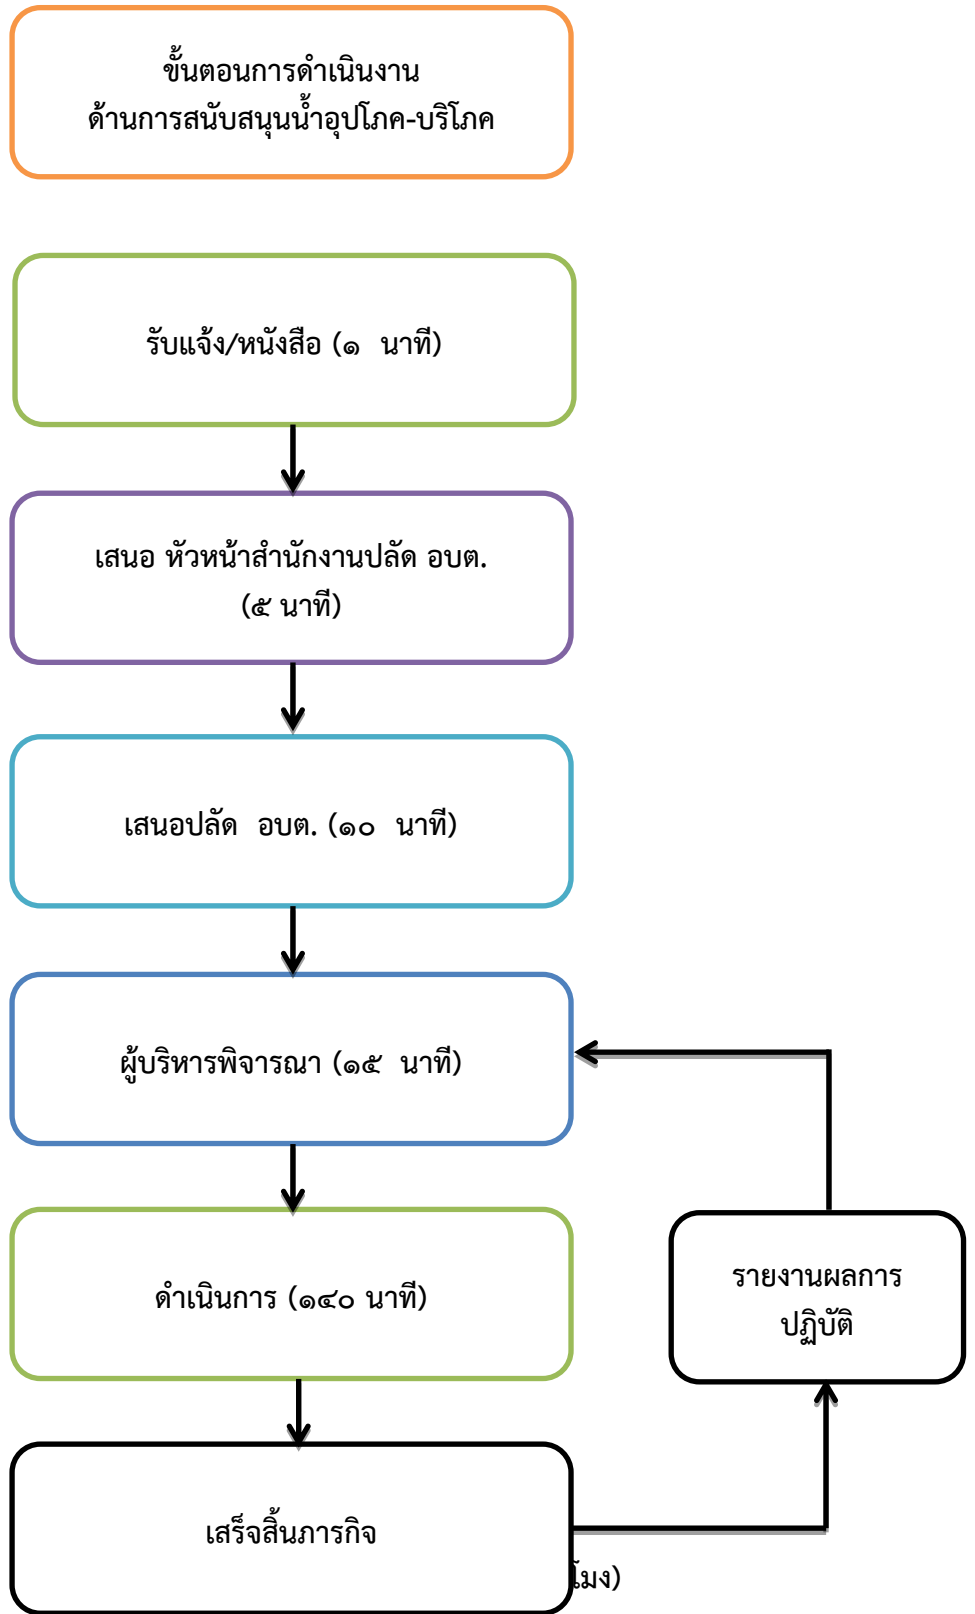 ขั้นตอนการดำเนินงาน
ด้านการสนับสนุนน้ำอุปโภค-บริโภค
รับแจ้ง/หนังสือ (๑ นาที)
เสนอ หัวหน้าสำนักงานปลัด อบต.
(๕ นาที)
เสนอปลัด อบต. (๑๐ นาที)
ผู้บริหารพิจารณา (๑๕ นาที)
ดำเนินการ (๑๔๐ นาที)
รายงานผลการ
ปฏิบัติ
เสร็จสิ้นภารกิจ
โมง)